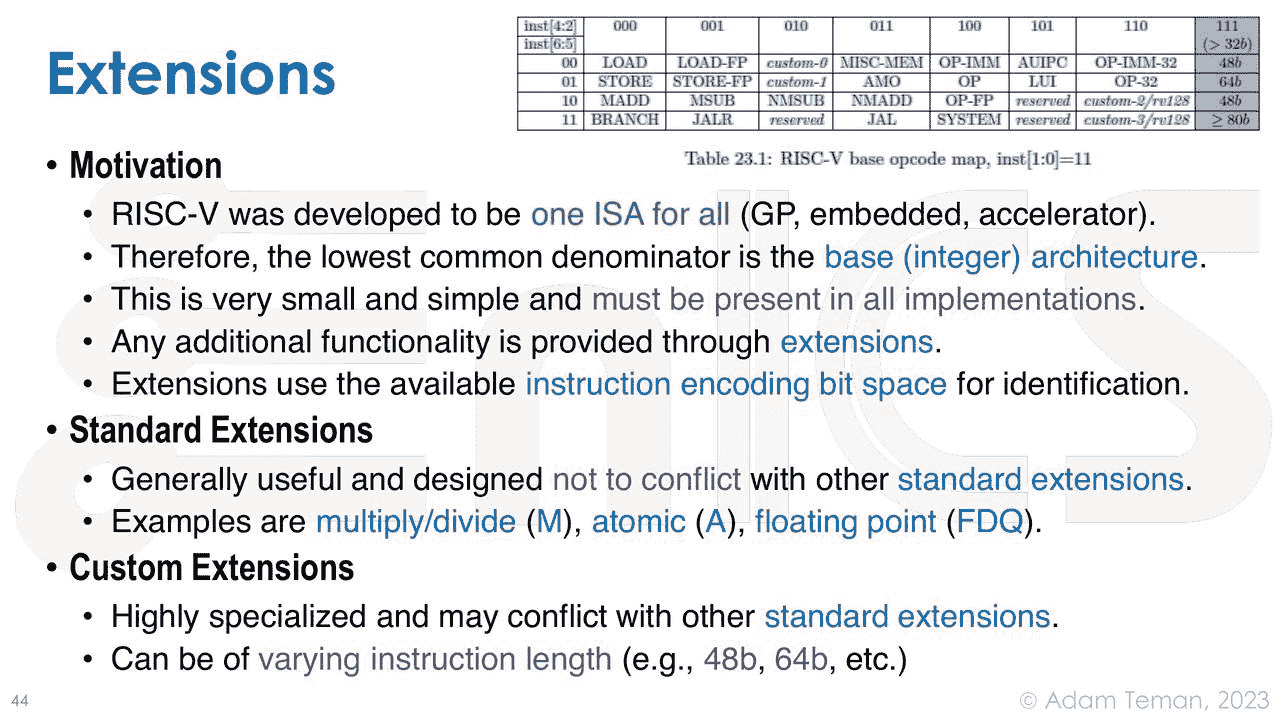 Extensions
inst[4:2] 000 001 010 011 100 101 110 111
inst[6:5] (> 32b)
00 LOAD LOAD-FP custom-0 MISC-MEM OP-IMM AUIPC OP-IMM-32 48b
01 STORE STORE-FP custom-1 AMO OP LUI OP-32 64b
10 MADD MSUB NMSUB NMADD OP-FP reserved custom-2/rv128 48b
11 BRANCH JALR reserved JAL SYSTEM reserved custom-3/rv128 ≥ 80b
Table 23.1: RISC-V base opcode map, inst[1:0]=11
• Motivation
• RISC-V was developed to be one ISA for all (GP, embedded, accelerator).
• Therefore, the lowest common denominator is the base (integer) architecture.
• This is very small and simple and must be present in all implementations.
• Any additional functionality is provided through extensions.
• Extensions use the available instruction encoding bit space for identification.
• Standard Extensions
• Generally useful and designed not to conflict with other standard extensions.
• Examples are multiply/divide (M), atomic (A), floating point (FDQ).
• Custom Extensions
• Highly specialized and may conflict with other standard extensions.
• Can be of varying instruction length (e.g., 48b, 64b, etc.)
44
© Adam Teman, 2023
EnICS